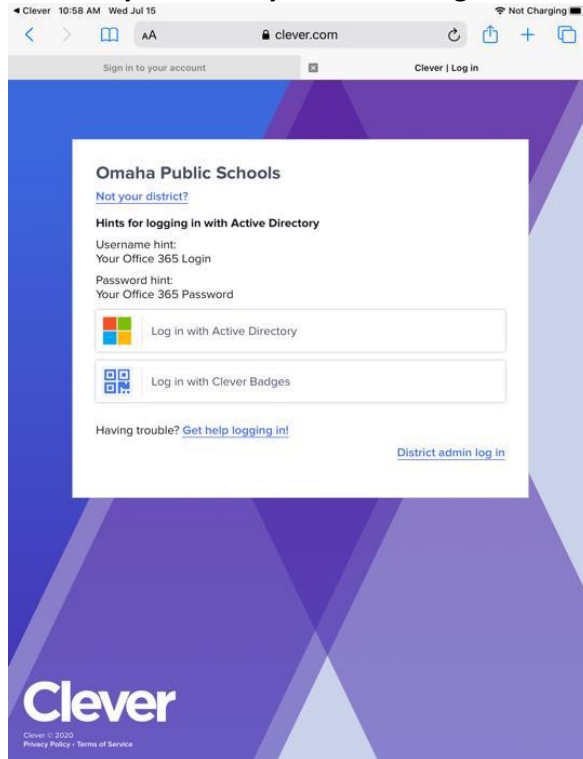 ◀ Clever 10:58 AM Wed Jul 15 Not Charging
AA clever.com
Sign in to your account Clever | Log in
Omaha Public Schools
Not your district?
Hints for logging in with Active Directory
Username hint:
Your Office 365 Login
Password hint:
Your Office 365 Password
Log in with Active Directory
Log in with Clever Badges
Having trouble? Get help logging in!
District admin log in
Clever
Clever © 2020
Privacy Policy • Terms of Service